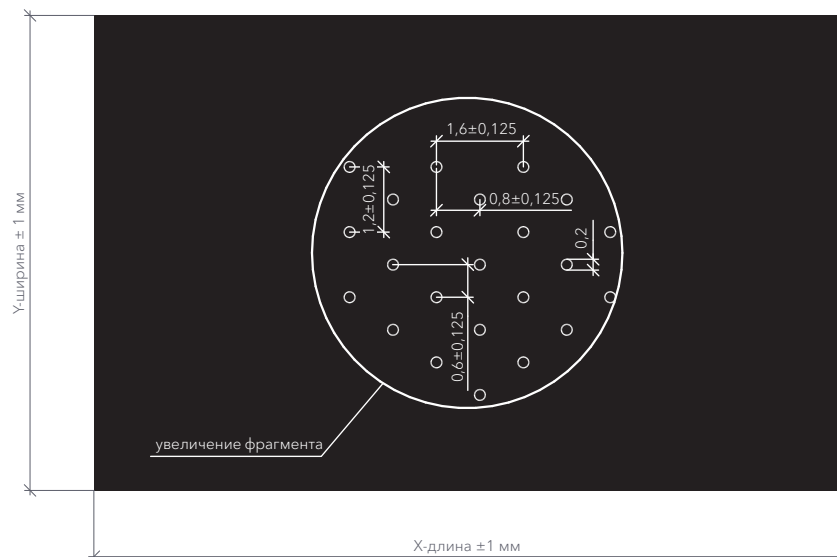 1,6±0,125
1,2±0,125
0,8±0,125
0,2
0,6±0,125
Y-ширина ± 1 мм
увеличение фрагмента
X-длина ±1 мм